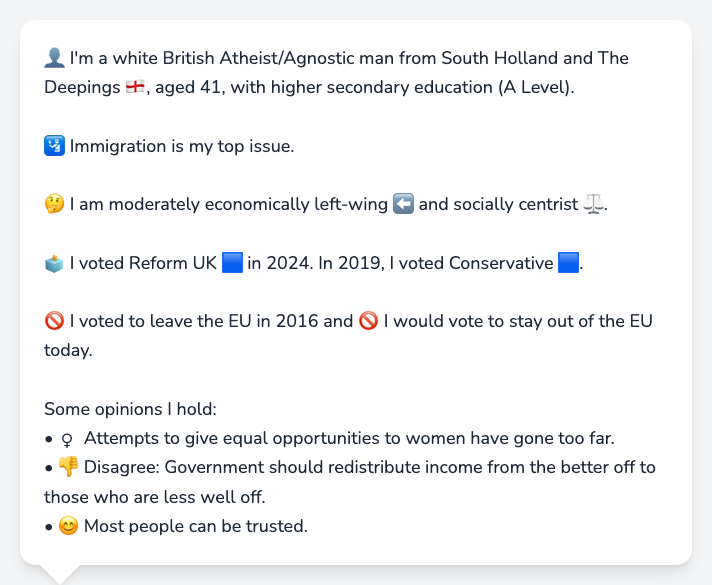 👤 I'm a white British Atheist/Agnostic man from South Holland and The
Deepings 🏴󠁧󠁢󠁥󠁮󠁧󠁿, aged 41, with higher secondary education (A Level).
🛂 Immigration is my top issue.
🤔 I am moderately economically left-wing ⬅️ and socially centrist ⚖️.
🗳️ I voted Reform UK 🟦 in 2024. In 2019, I voted Conservative 🟦.
🚫 I voted to leave the EU in 2016 and 🚫 I would vote to stay out of the EU
today.
Some opinions I hold:
• ♀ Attempts to give equal opportunities to women have gone too far.
• 👎 Disagree: Government should redistribute income from the better off to
those who are less well off.
• 😊 Most people can be trusted.